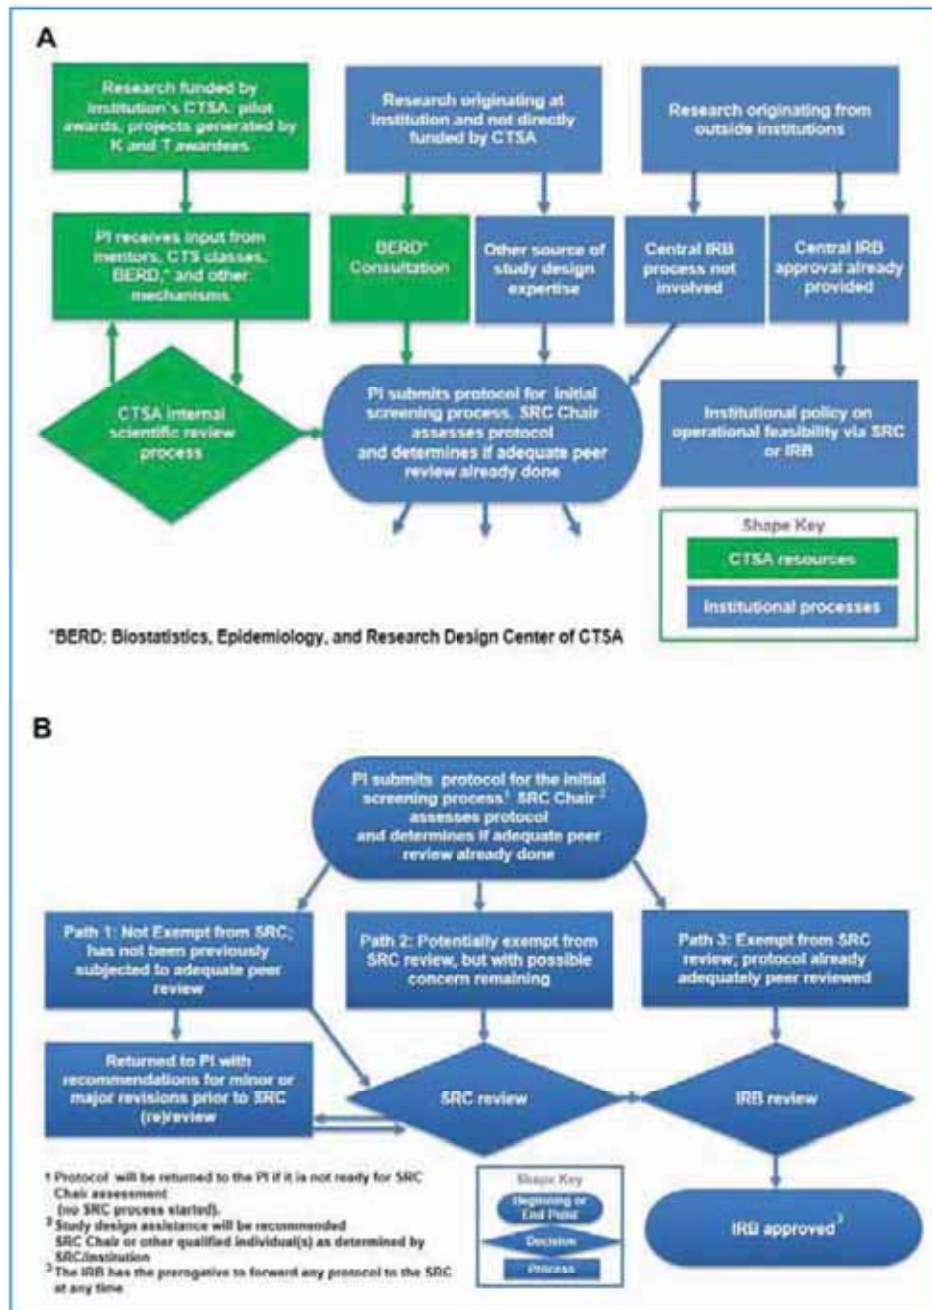 A
Research funded by
institution's CTSA: pilot
awards, projects generated by
K and T awardees
Research originating at
institution and not directly
funded by CTSA
Research originating from
outside institutions
PI receives input from
mentors, CTS classes,
BERD,* and other
mechanisms
BERD*
Consultation
Other source of
study design
expertise
Central IRB
process not
involved
Central IRB
approval already
provided
CTSA internal
scientific review
process
PI submits protocol for initial
screening process. SRC Chair
assesses protocol
and determines if adequate peer
review already done
Institutional policy on
operational feasibility via SRC
or IRB
Shape Key
CTSA resources
Institutional processes
*BERD: Biostatistics, Epidemiology, and Research Design Center of CTSA
B
PI submits protocol for the initial
screening process.¹ SRC Chair ²
assesses protocol
and determines if adequate peer
review already done
Path 1: Not Exempt from SRC;
has not been previously
subjected to adequate peer
review
Path 2: Potentially exempt from
SRC review, but with possible
concern remaining
Path 3: Exempt from SRC
review; protocol already
adequately peer reviewed
Returned to PI with
recommendations for minor or
major revisions prior to SRC
(re)review
SRC review
IRB review
IRB approved³
¹ Protocol will be returned to the PI if it is not ready for SRC
Chair assessment
(no SRC process started).
² Study design assistance will be recommended
SRC Chair or other qualified individual(s) as determined by
SRC/Institution
³ The IRB has the prerogative to forward any protocol to the SRC
at any time
Shape Key
Beginning or
End Point
Decision
Process